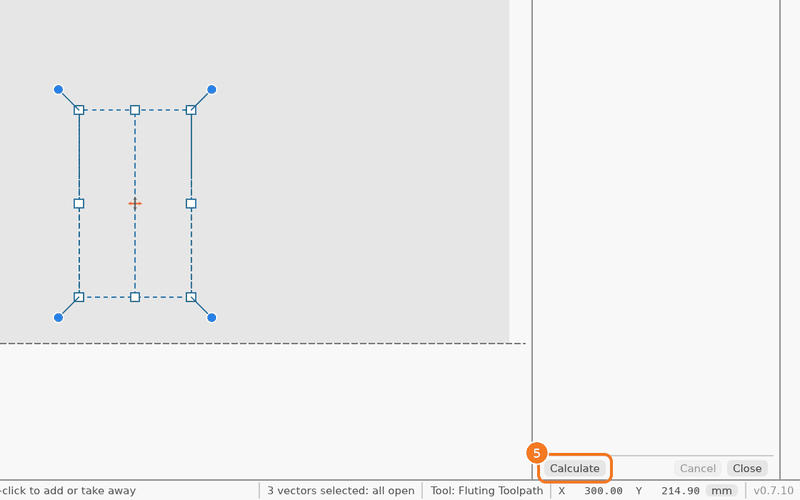 5
Calculate
Cancel
Close
-click to add or take away
3 vectors selected: all open
Tool: Fluting Toolpath
X 300.00 Y 214.90 mm
v0.7.10